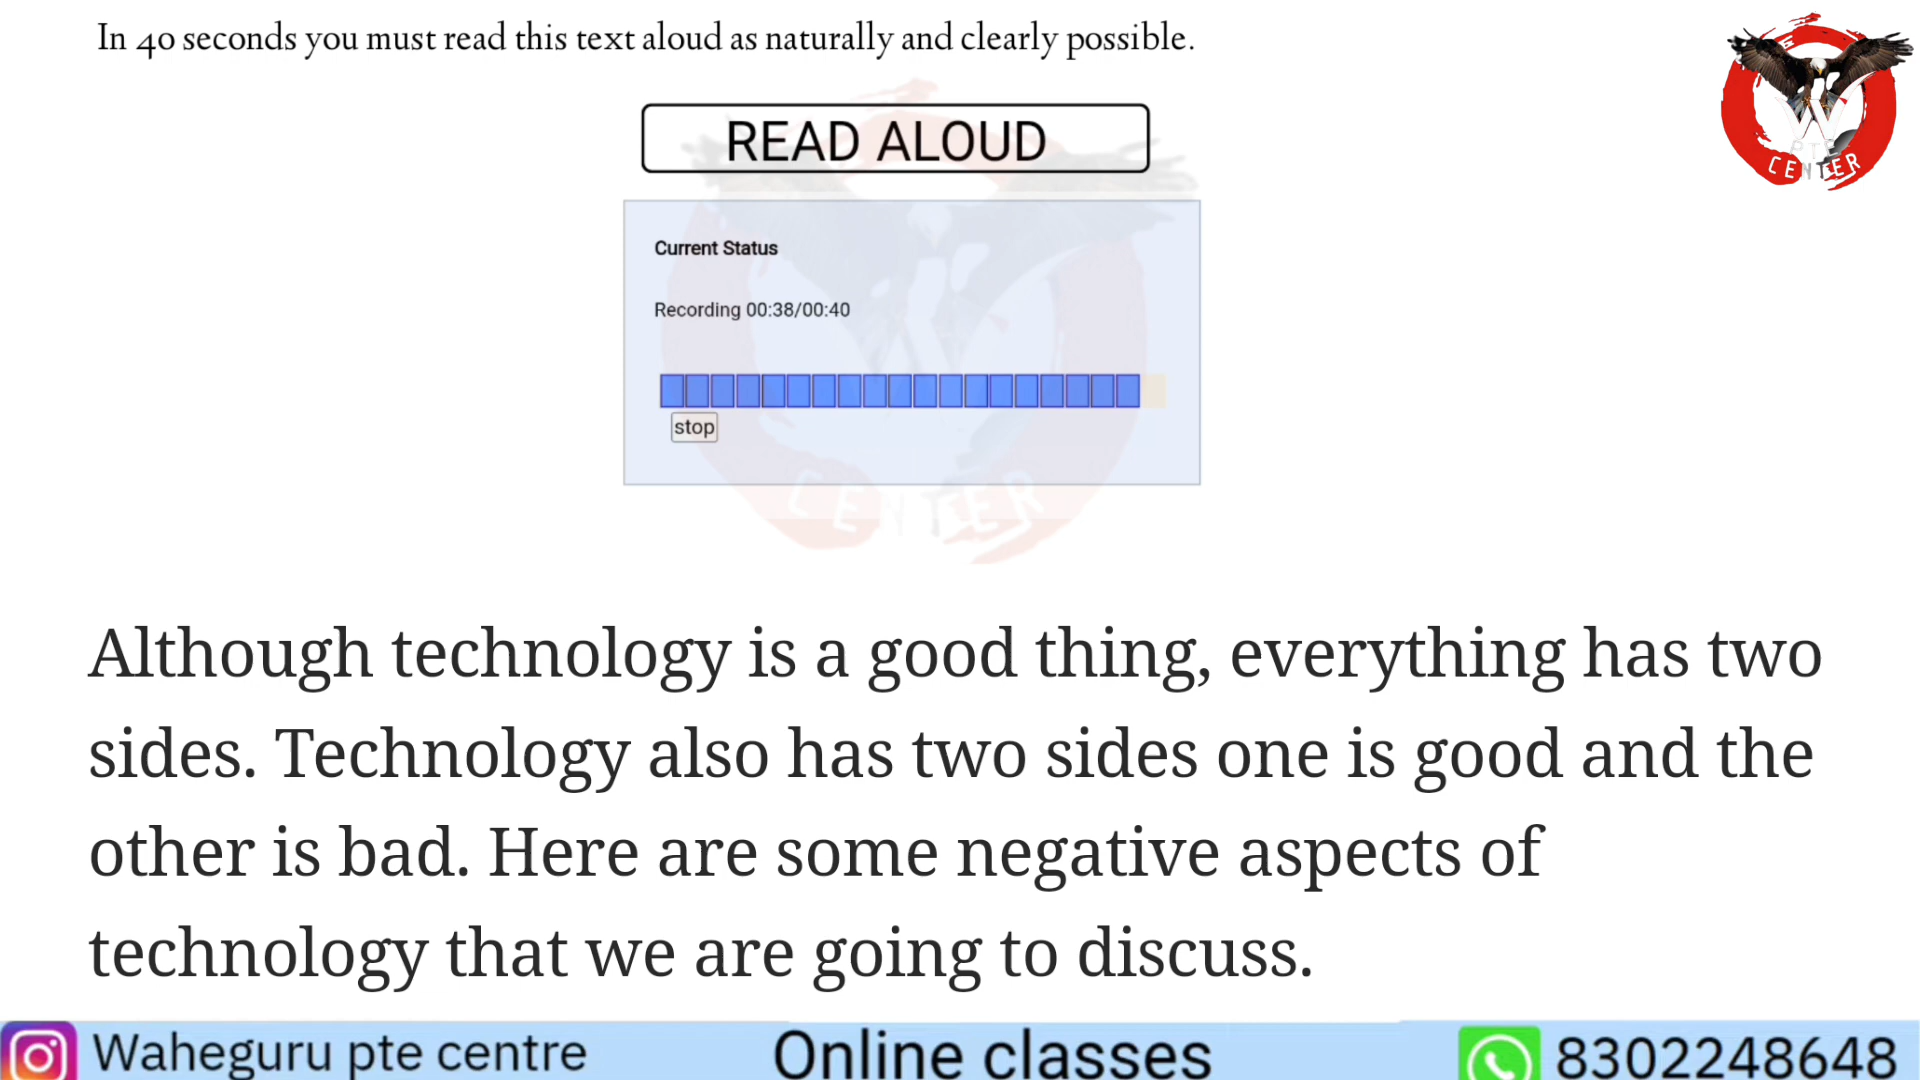 In 40 seconds you must read this text aloud as naturally and clearly possible.
READ ALOUD
Current Status
Recording 00:38/00:40
stop
W
PTE
CENTER
Although technology is a good thing, everything has two
sides. Technology also has two sides one is good and the
other is bad. Here are some negative aspects of
technology that we are going to discuss.
Waheguru pte centre
Online classes
8302248648